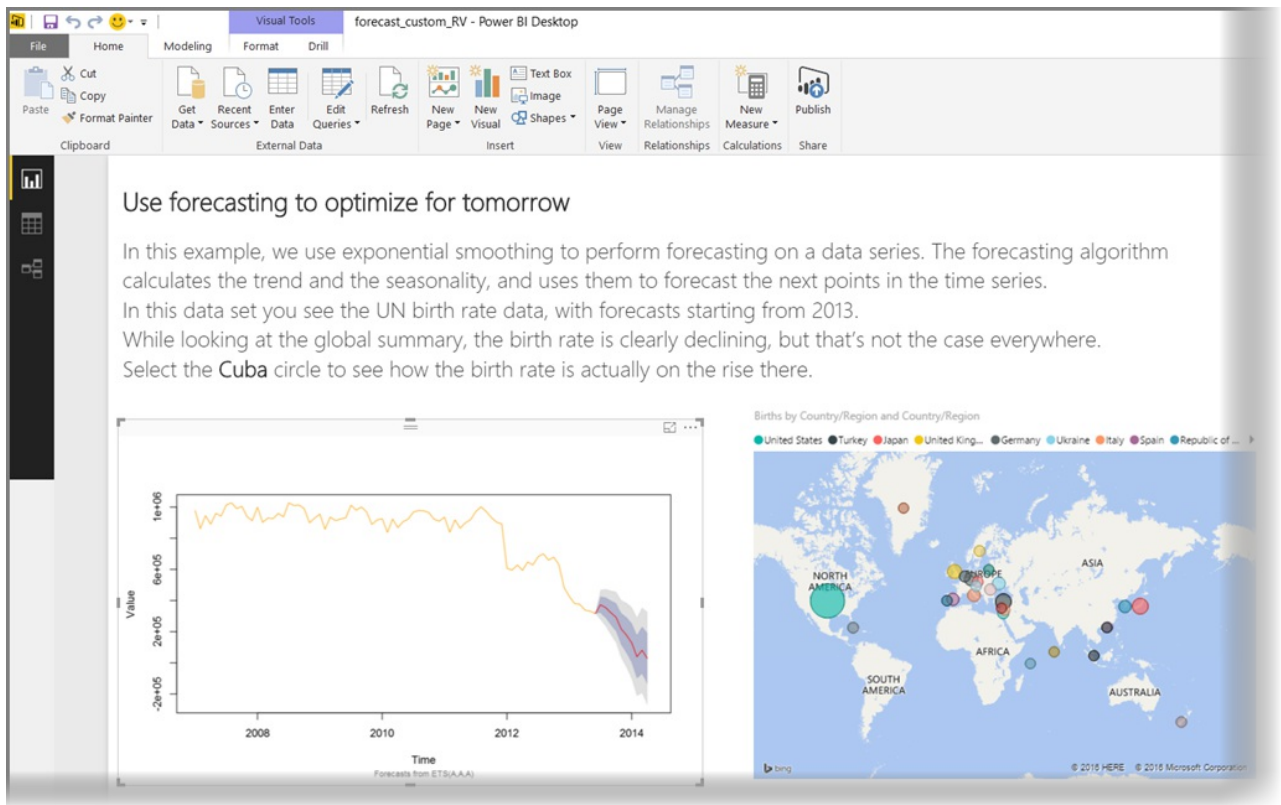 Visual Tools
forecast_custom_RV - Power BI Desktop
File
Home
Modeling
Format
Drill
Paste
Cut
Copy
Format Painter
Clipboard
Get Data
Recent Sources
Enter Data
Edit Queries
Refresh
External Data
New Page
New Visual
Text Box
Image
Shapes
Insert
Page View
View
Manage Relationships
Relationships
New Measure
Calculations
Publish
Share
Use forecasting to optimize for tomorrow
In this example, we use exponential smoothing to perform forecasting on a data series. The forecasting algorithm
calculates the trend and the seasonality, and uses them to forecast the next points in the time series.
In this data set you see the UN birth rate data, with forecasts starting from 2013.
While looking at the global summary, the birth rate is clearly declining, but that's not the case everywhere.
Select the Cuba circle to see how the birth rate is actually on the rise there.
Value
1e+06
6e+05
2e+05
-2e+05
2008
2010
2012
2014
Time
Forecasts from ETS(A,A,A)
Births by Country/Region and Country/Region
United States Turkey Japan United King... Germany Ukraine Italy Spain Republic of ...
NORTH AMERICA
EUROPE
ASIA
AFRICA
SOUTH AMERICA
AUSTRALIA
bing
© 2016 HERE © 2016 Microsoft Corporation